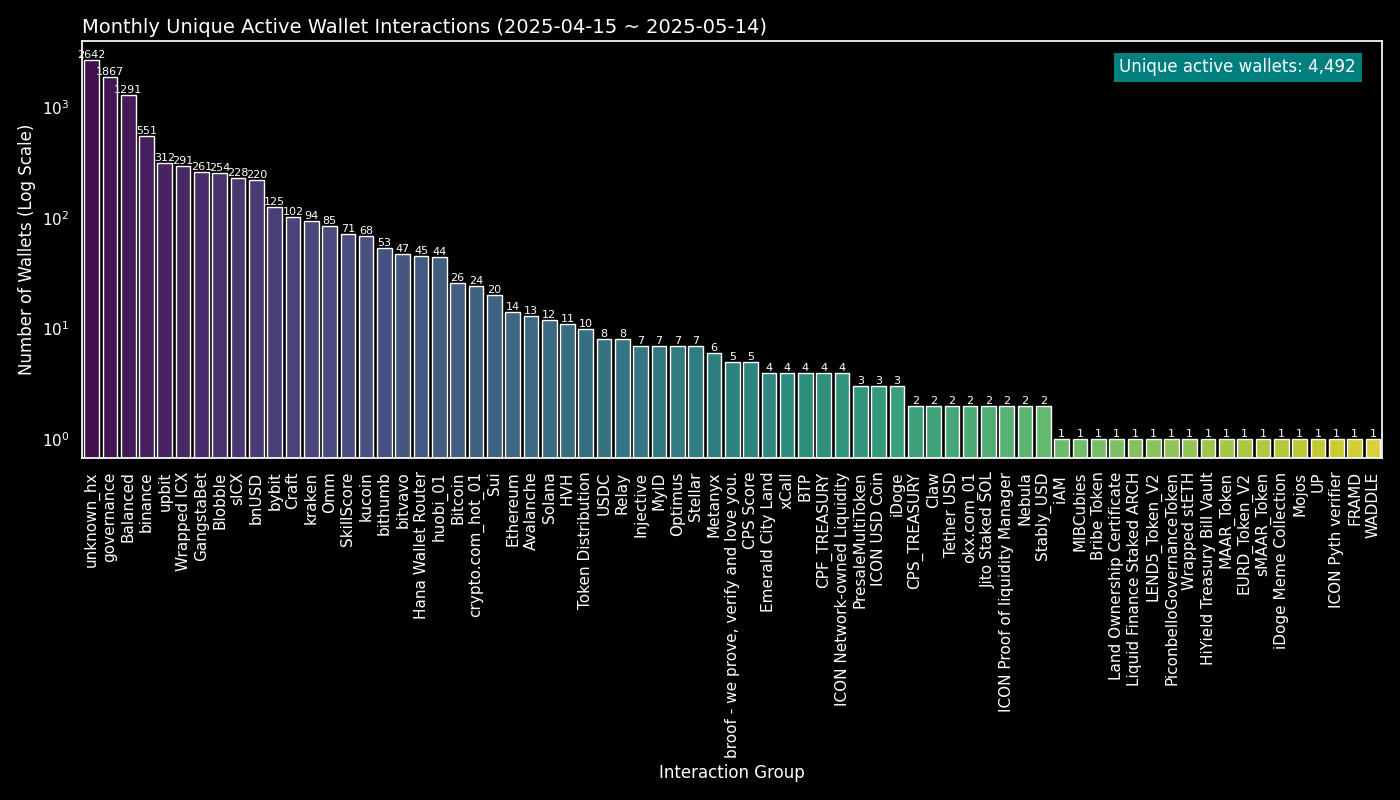 Monthly Unique Active Wallet Interactions (2025-04-15 ~ 2025-05-14)
Unique active wallets: 4,492
Number of Wallets (Log Scale)
10³
10²
10¹
10⁰
2642 1867 1291 551 312 291 261 254 228 220 125 102 94 85 71 68 53 47 45 44 26 24 20 14 13 12 11 10 8 8 7 7 7 7 6 5 5 4 4 4 4 4 3 3 3 2 2 2 2 2 2 2 2 1 1 1 1 1 1 1 1 1 1 1 1 1 1 1 1 1 1
unknown_hx
governance
Balanced
binance
upbit
Wrapped ICX
GangstaBet
Blobble
sICX
bnUSD
bybit
Craft
kraken
Omm
SkillScore
kucoin
bithumb
bitvavo
Hana Wallet Router
huobi_01
Bitcoin
crypto.com_hot_01
Sui
Ethereum
Avalanche
Solana
HVH
Token Distribution
USDC
Relay
Injective
MyID
Optimus
Stellar
Metanyx
broof - we prove, verify and love you.
CPS Score
Emerald City Land
xCall
BTP
CPF_TREASURY
ICON Network-owned Liquidity
PresaleMultiToken
ICON USD Coin
iDoge
CPS_TREASURY
Claw
Tether USD
okx.com_01
Jito Staked SOL
ICON Proof of liquidity Manager
Nebula
Stably_USD
iAM
MIBCubies
Bribe Token
Land Ownership Certificate
Liquid Finance Staked ARCH
LEND5_Token_V2
PiconbelloGovernanceToken
Wrapped stETH
HiYield Treasury Bill Vault
MAAR_Token
EURD_Token_V2
sMAAR_Token
iDoge Meme Collection
Mojos
UP
ICON Pyth verifier
FRAMD
WADDLE
Interaction Group